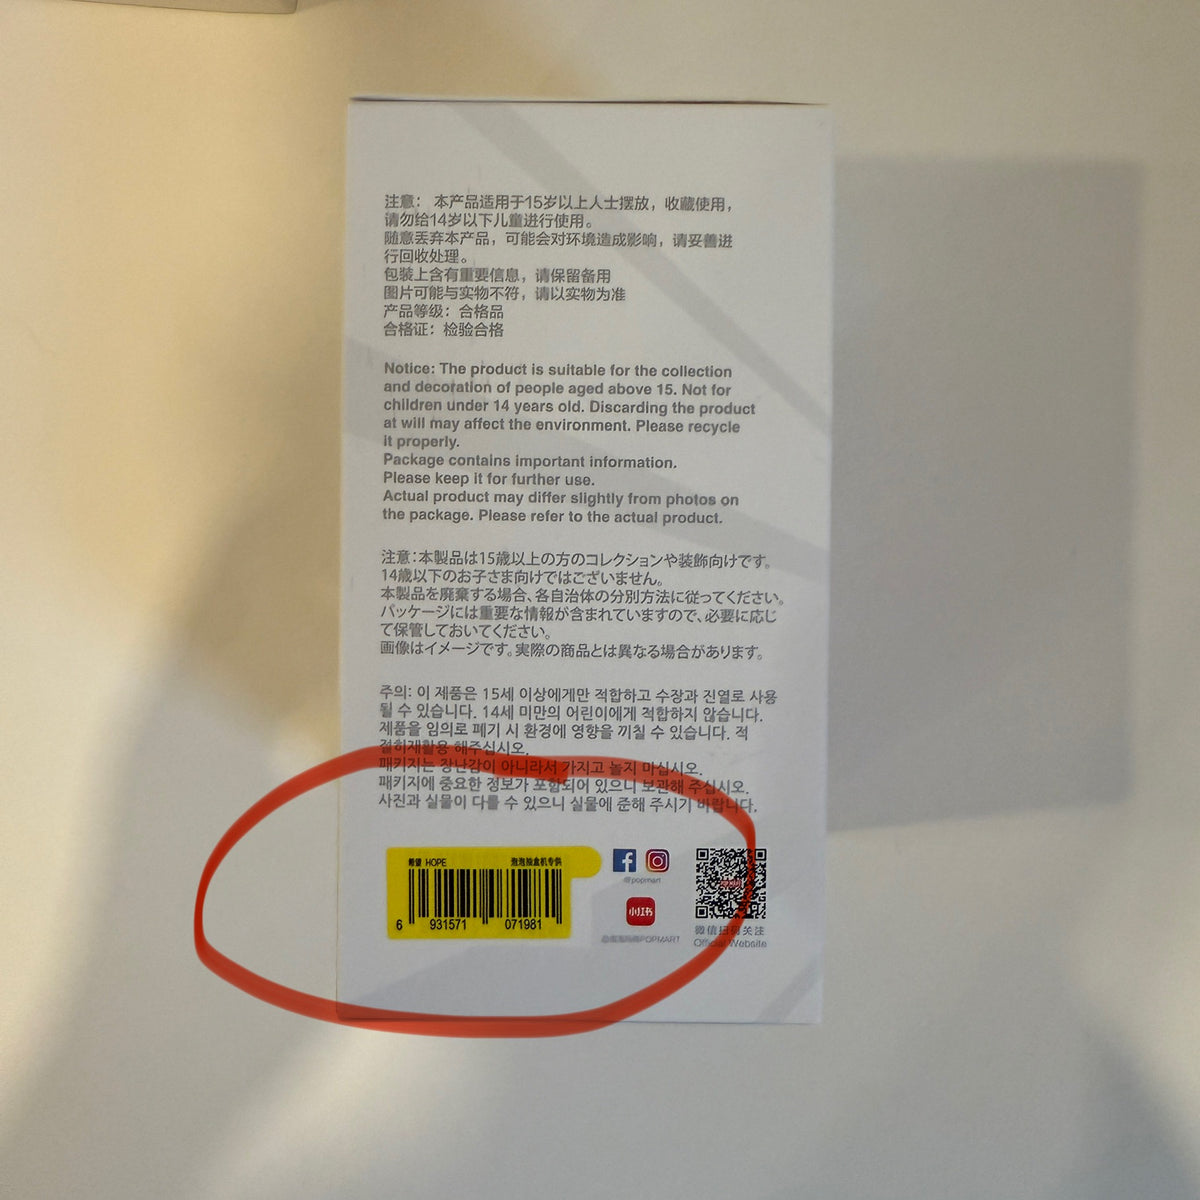 注意： 本产品适用于15岁以上人士摆放，收藏使用，
请勿给14岁以下儿童进行使用。
随意丢弃本产品，可能会对环境造成影响，请妥善进
行回收处理。
包装上含有重要信息，请保留备用
图片可能与实物不符，请以实物为准
产品等级：合格品
合格证：检验合格
Notice: The product is suitable for the collection
and decoration of people aged above 15. Not for
children under 14 years old. Discarding the product
at will may affect the environment. Please recycle
it properly.
Package contains important information.
Please keep it for further use.
Actual product may differ slightly from photos on
the package. Please refer to the actual product.
注意：本製品は15歳以上の方のコレクションや装飾向けです。
14歳以下のお子さま向けではございません。
本製品を廃棄する場合、各自治体の分別方法に従ってください。
パッケージには重要な情報が含まれていますので、必要に応じ
て保管しておいてください。
画像はイメージです。実際の商品とは異なる場合があります。
주의: 이 제품은 15세 이상에게만 적합하고 수장과 진열로 사용
될 수 있습니다. 14세 미만의 어린이에게 적합하지 않습니다.
제품을 임의로 폐기 시 환경에 영향을 끼칠 수 있습니다. 적
절히재활용 해주십시오.
패키지는 장난감이 아니라서 가지고 놀지 마십시오.
패키지에 중요한 정보가 포함되어 있으니 보관해 주십시오.
사진과 실물이 다를 수 있으니 실물에 준해 주시기 바랍니다.
希望 HOPE 泡泡抽盒机专供
6 931571 071981
@popmart
小红书
POPMART
微信扫码关注
Official Website